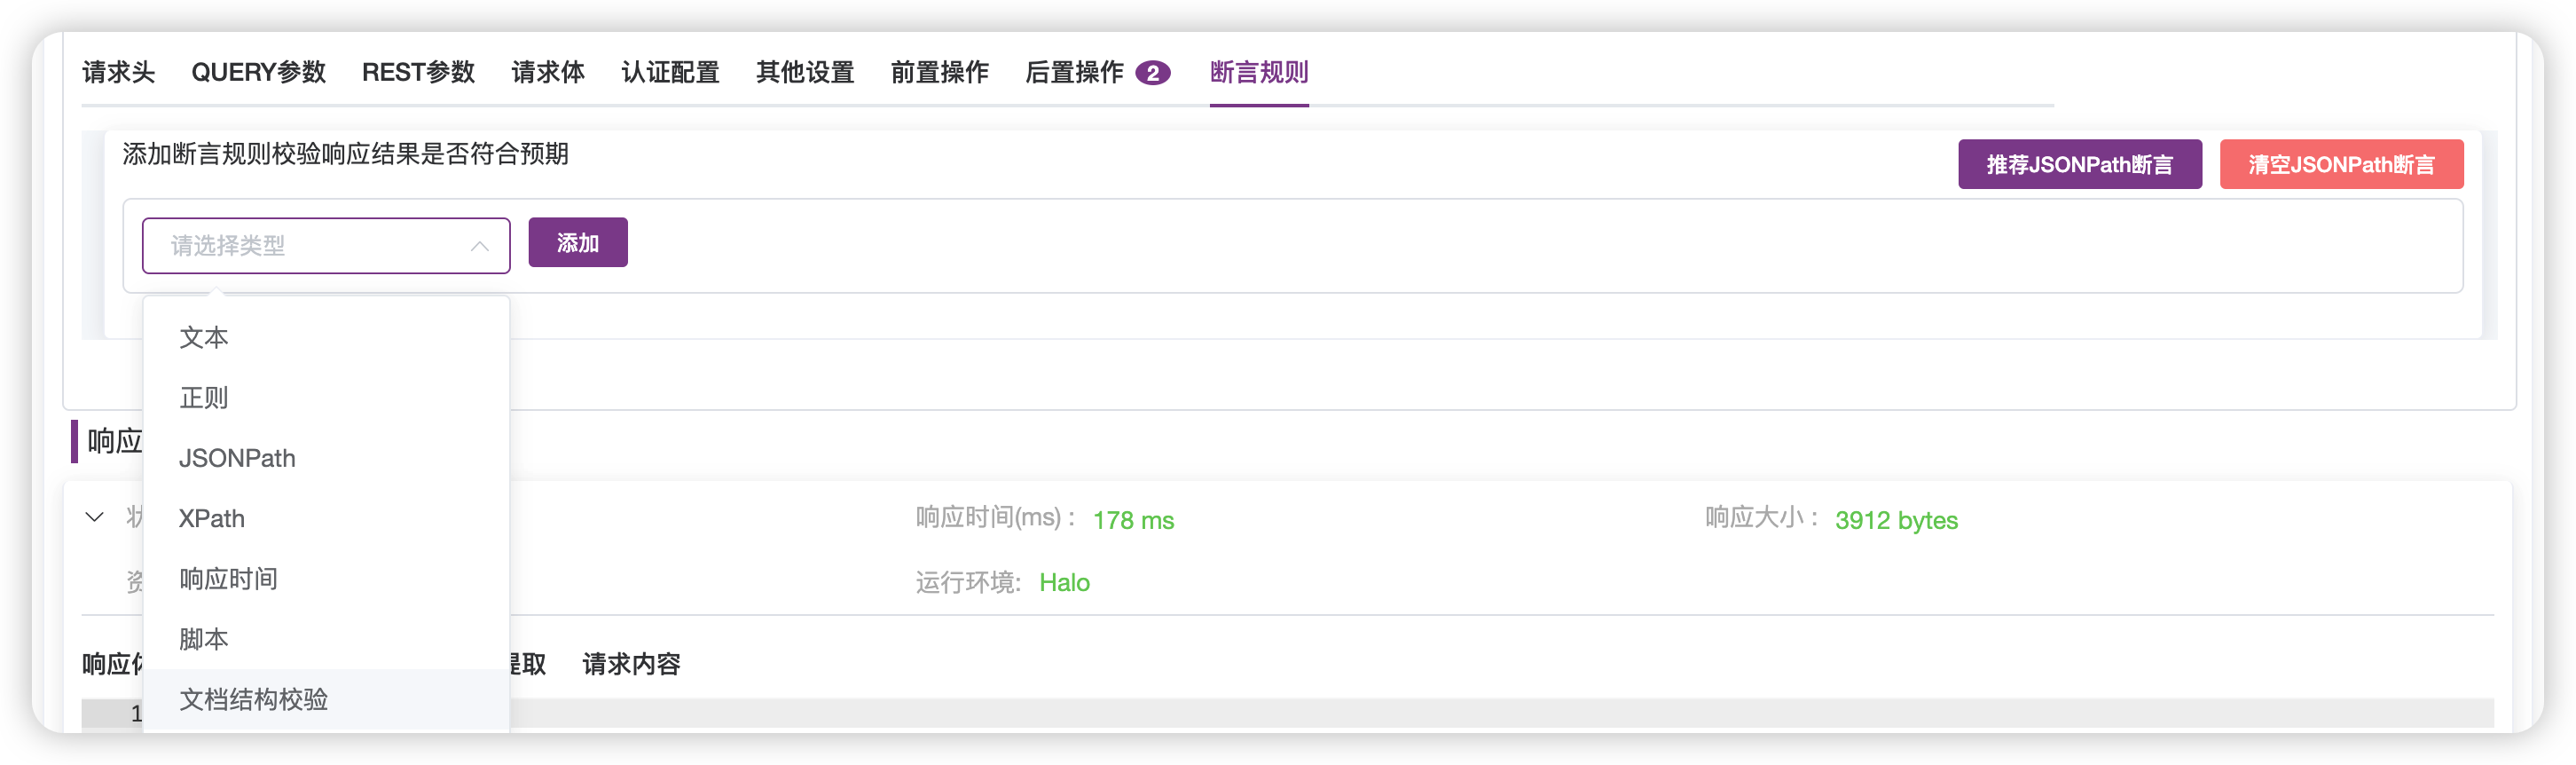 请求头 QUERY参数 REST参数 请求体 认证配置 其他设置 前置操作 后置操作 2 断言规则
添加断言规则校验响应结果是否符合预期
推荐JSONPath断言 清空JSONPath断言
请选择类型 添加
文本
正则
响应
JSONPath
XPath
响应时间(ms)： 178 ms 响应大小： 3912 bytes
响应时间
运行环境: Halo
脚本
响应 取 请求内容
文档结构校验
1